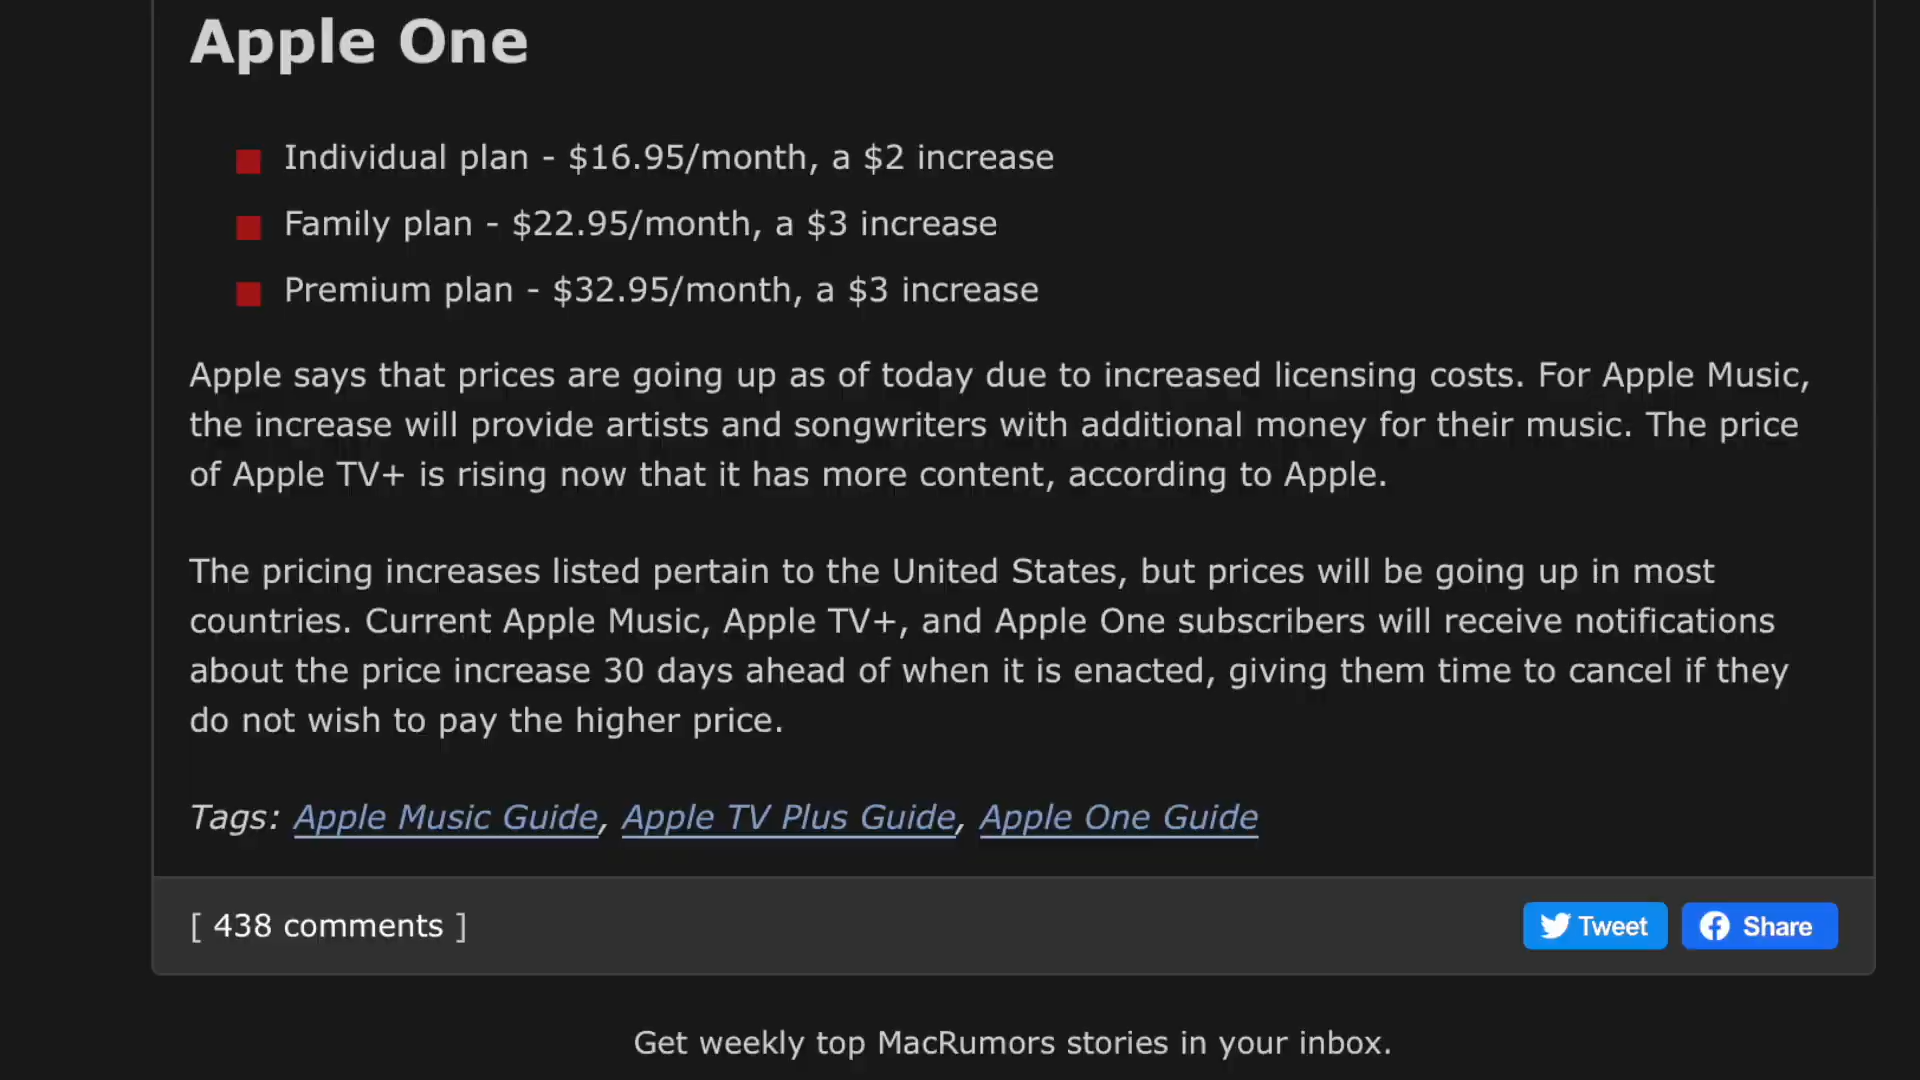 Apple One
Individual plan - $16.95/month, a $2 increase
Family plan - $22.95/month, a $3 increase
Premium plan - $32.95/month, a $3 increase
Apple says that prices are going up as of today due to increased licensing costs. For Apple Music,
the increase will provide artists and songwriters with additional money for their music. The price
of Apple TV+ is rising now that it has more content, according to Apple.
The pricing increases listed pertain to the United States, but prices will be going up in most
countries. Current Apple Music, Apple TV+, and Apple One subscribers will receive notifications
about the price increase 30 days ahead of when it is enacted, giving them time to cancel if they
do not wish to pay the higher price.
Tags: Apple Music Guide, Apple TV Plus Guide, Apple One Guide
[ 438 comments ]
Tweet
Share
Get weekly top MacRumors stories in your inbox.